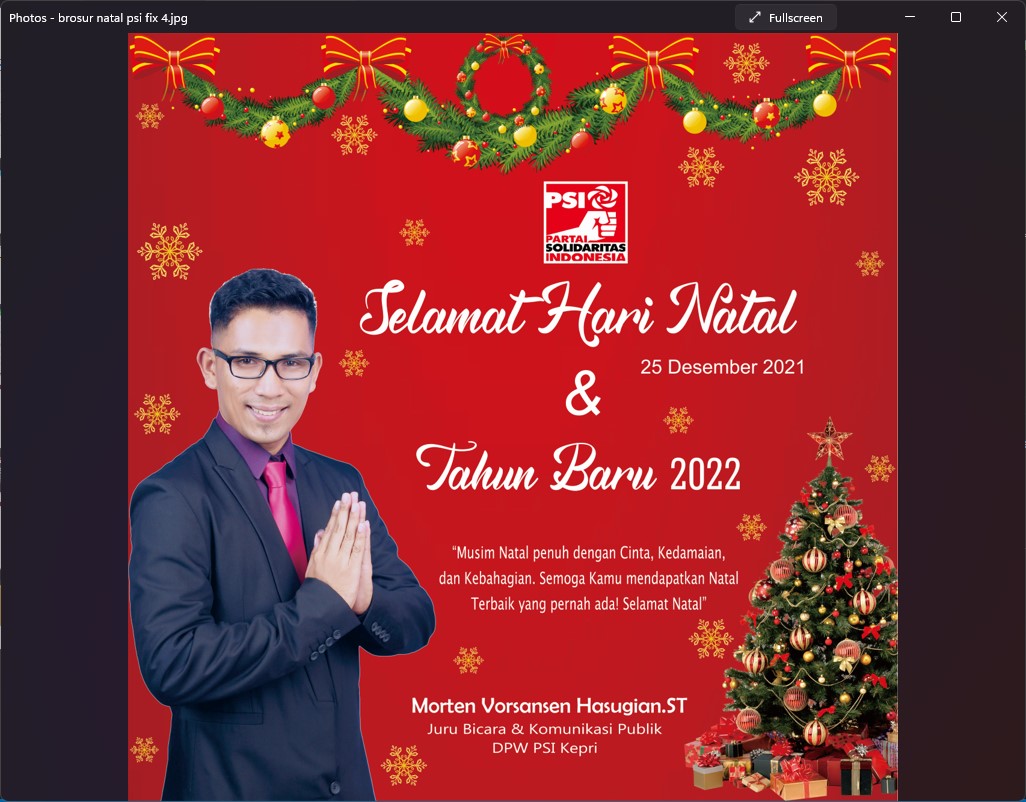 Photos - brosur natal psi fix 4.jpg
Fullscreen
PSI
PARTAI
SOLIDARITAS
INDONESIA
Selamat Hari Natal
25 Desember 2021
&
Tahun Baru 2022
“Musim Natal penuh dengan Cinta, Kedamaian,
dan Kebahagian. Semoga Kamu mendapatkan Natal
Terbaik yang pernah ada! Selamat Natal”
Morten Vorsansen Hasugian.ST
Juru Bicara & Komunikasi Publik
DPW PSI Kepri